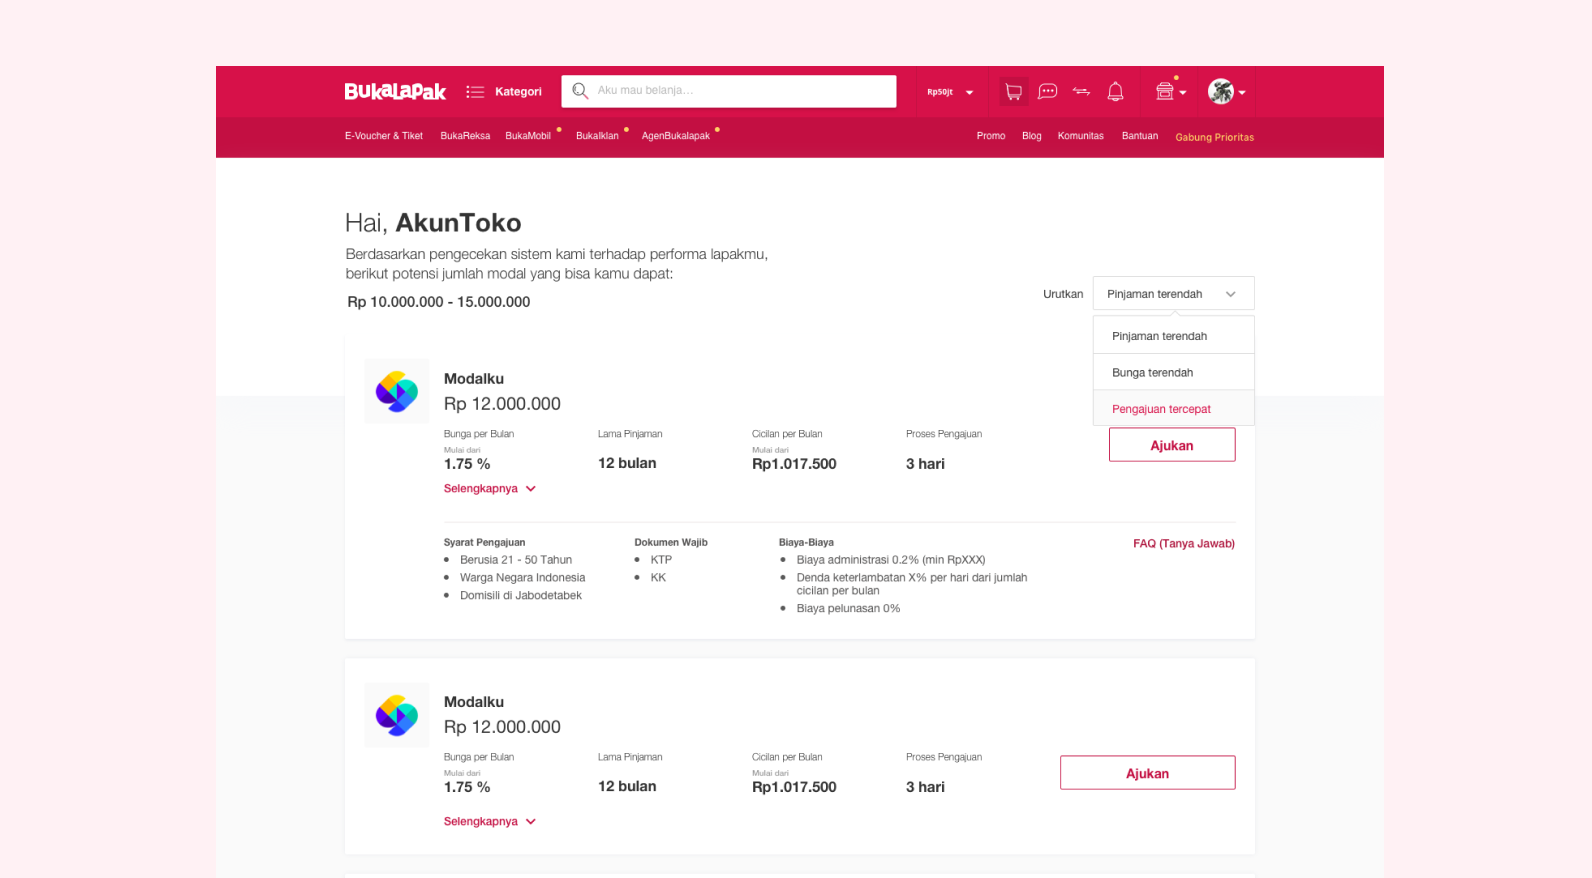 BukaLapak
Kategori
Aku mau belanja...
Rp50jt
E-Voucher & Tiket
BukaReksa
BukaMobil
BukaIklan
AgenBukalapak
Promo
Blog
Komunitas
Bantuan
Gabung Prioritas
Hai, AkunToko
Berdasarkan pengecekan sistem kami terhadap performa lapakmu,
berikut potensi jumlah modal yang bisa kamu dapat:
Rp 10.000.000 - 15.000.000
Urutkan
Pinjaman terendah
Pinjaman terendah
Bunga terendah
Pengajuan tercepat
Modalku
Rp 12.000.000
Bunga per Bulan
Mulai dari
1.75 %
Lama Pinjaman
12 bulan
Cicilan per Bulan
Mulai dari
Rp1.017.500
Proses Pengajuan
3 hari
Ajukan
Selengkapnya
Syarat Pengajuan
Berusia 21 - 50 Tahun
Warga Negara Indonesia
Domisili di Jabodetabek
Dokumen Wajib
KTP
KK
Biaya-Biaya
Biaya administrasi 0.2% (min RpXXX)
Denda keterlambatan X% per hari dari jumlah
cicilan per bulan
Biaya pelunasan 0%
FAQ (Tanya Jawab)
Modalku
Rp 12.000.000
Bunga per Bulan
Mulai dari
1.75 %
Lama Pinjaman
12 bulan
Cicilan per Bulan
Mulai dari
Rp1.017.500
Proses Pengajuan
3 hari
Ajukan
Selengkapnya